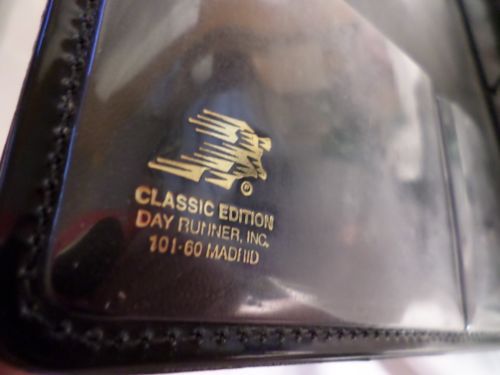 CLASSIC EDITION
DAY RUNNER, INC.
101-60 MADRID